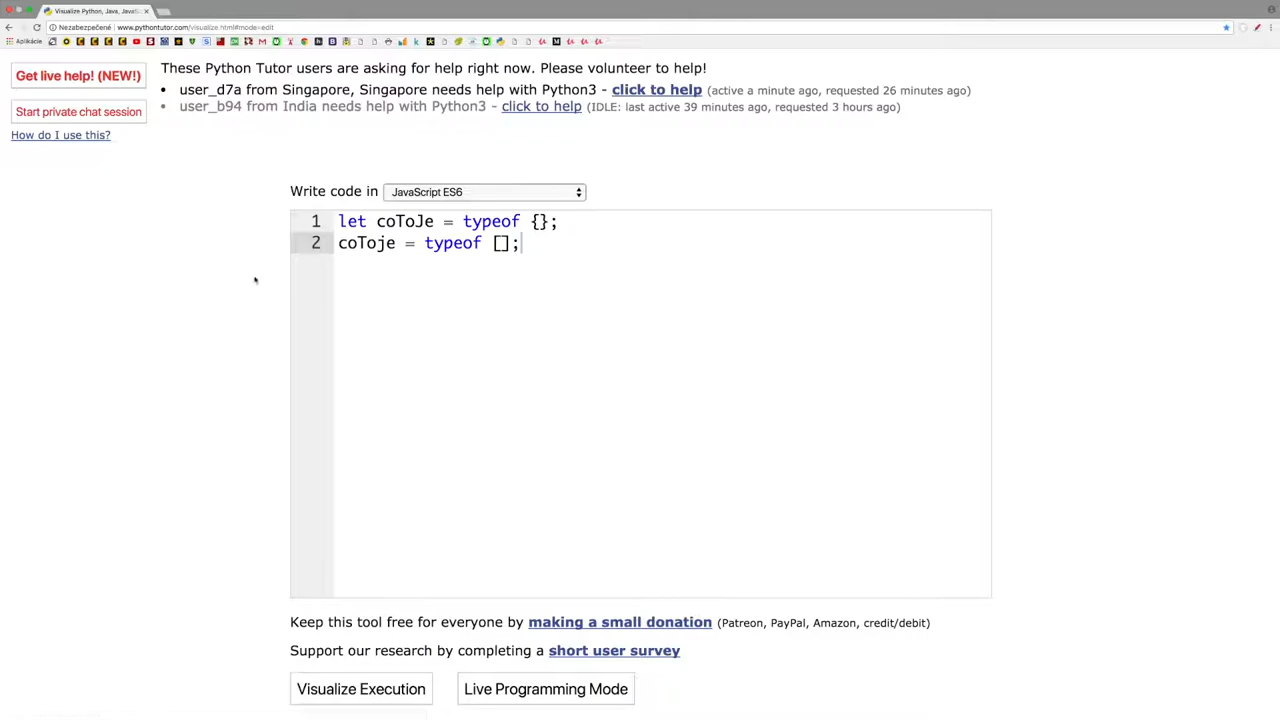 Visualize Python, Java, JavaSc
Nezabezpečené
www.pythontutor.com/visualize.html#mode=edit
Aplikácie
Get live help! (NEW!)
These Python Tutor users are asking for help right now. Please volunteer to help!
• user_d7a from Singapore, Singapore needs help with Python3 - click to help (active a minute ago, requested 26 minutes ago)
• user_b94 from India needs help with Python3 - click to help (IDLE: last active 39 minutes ago, requested 3 hours ago)
Start private chat session
How do I use this?
Write code in JavaScript ES6
1 let coToJe = typeof {};
2 coToje = typeof [];
Keep this tool free for everyone by making a small donation (Patreon, PayPal, Amazon, credit/debit)
Support our research by completing a short user survey
Visualize Execution
Live Programming Mode